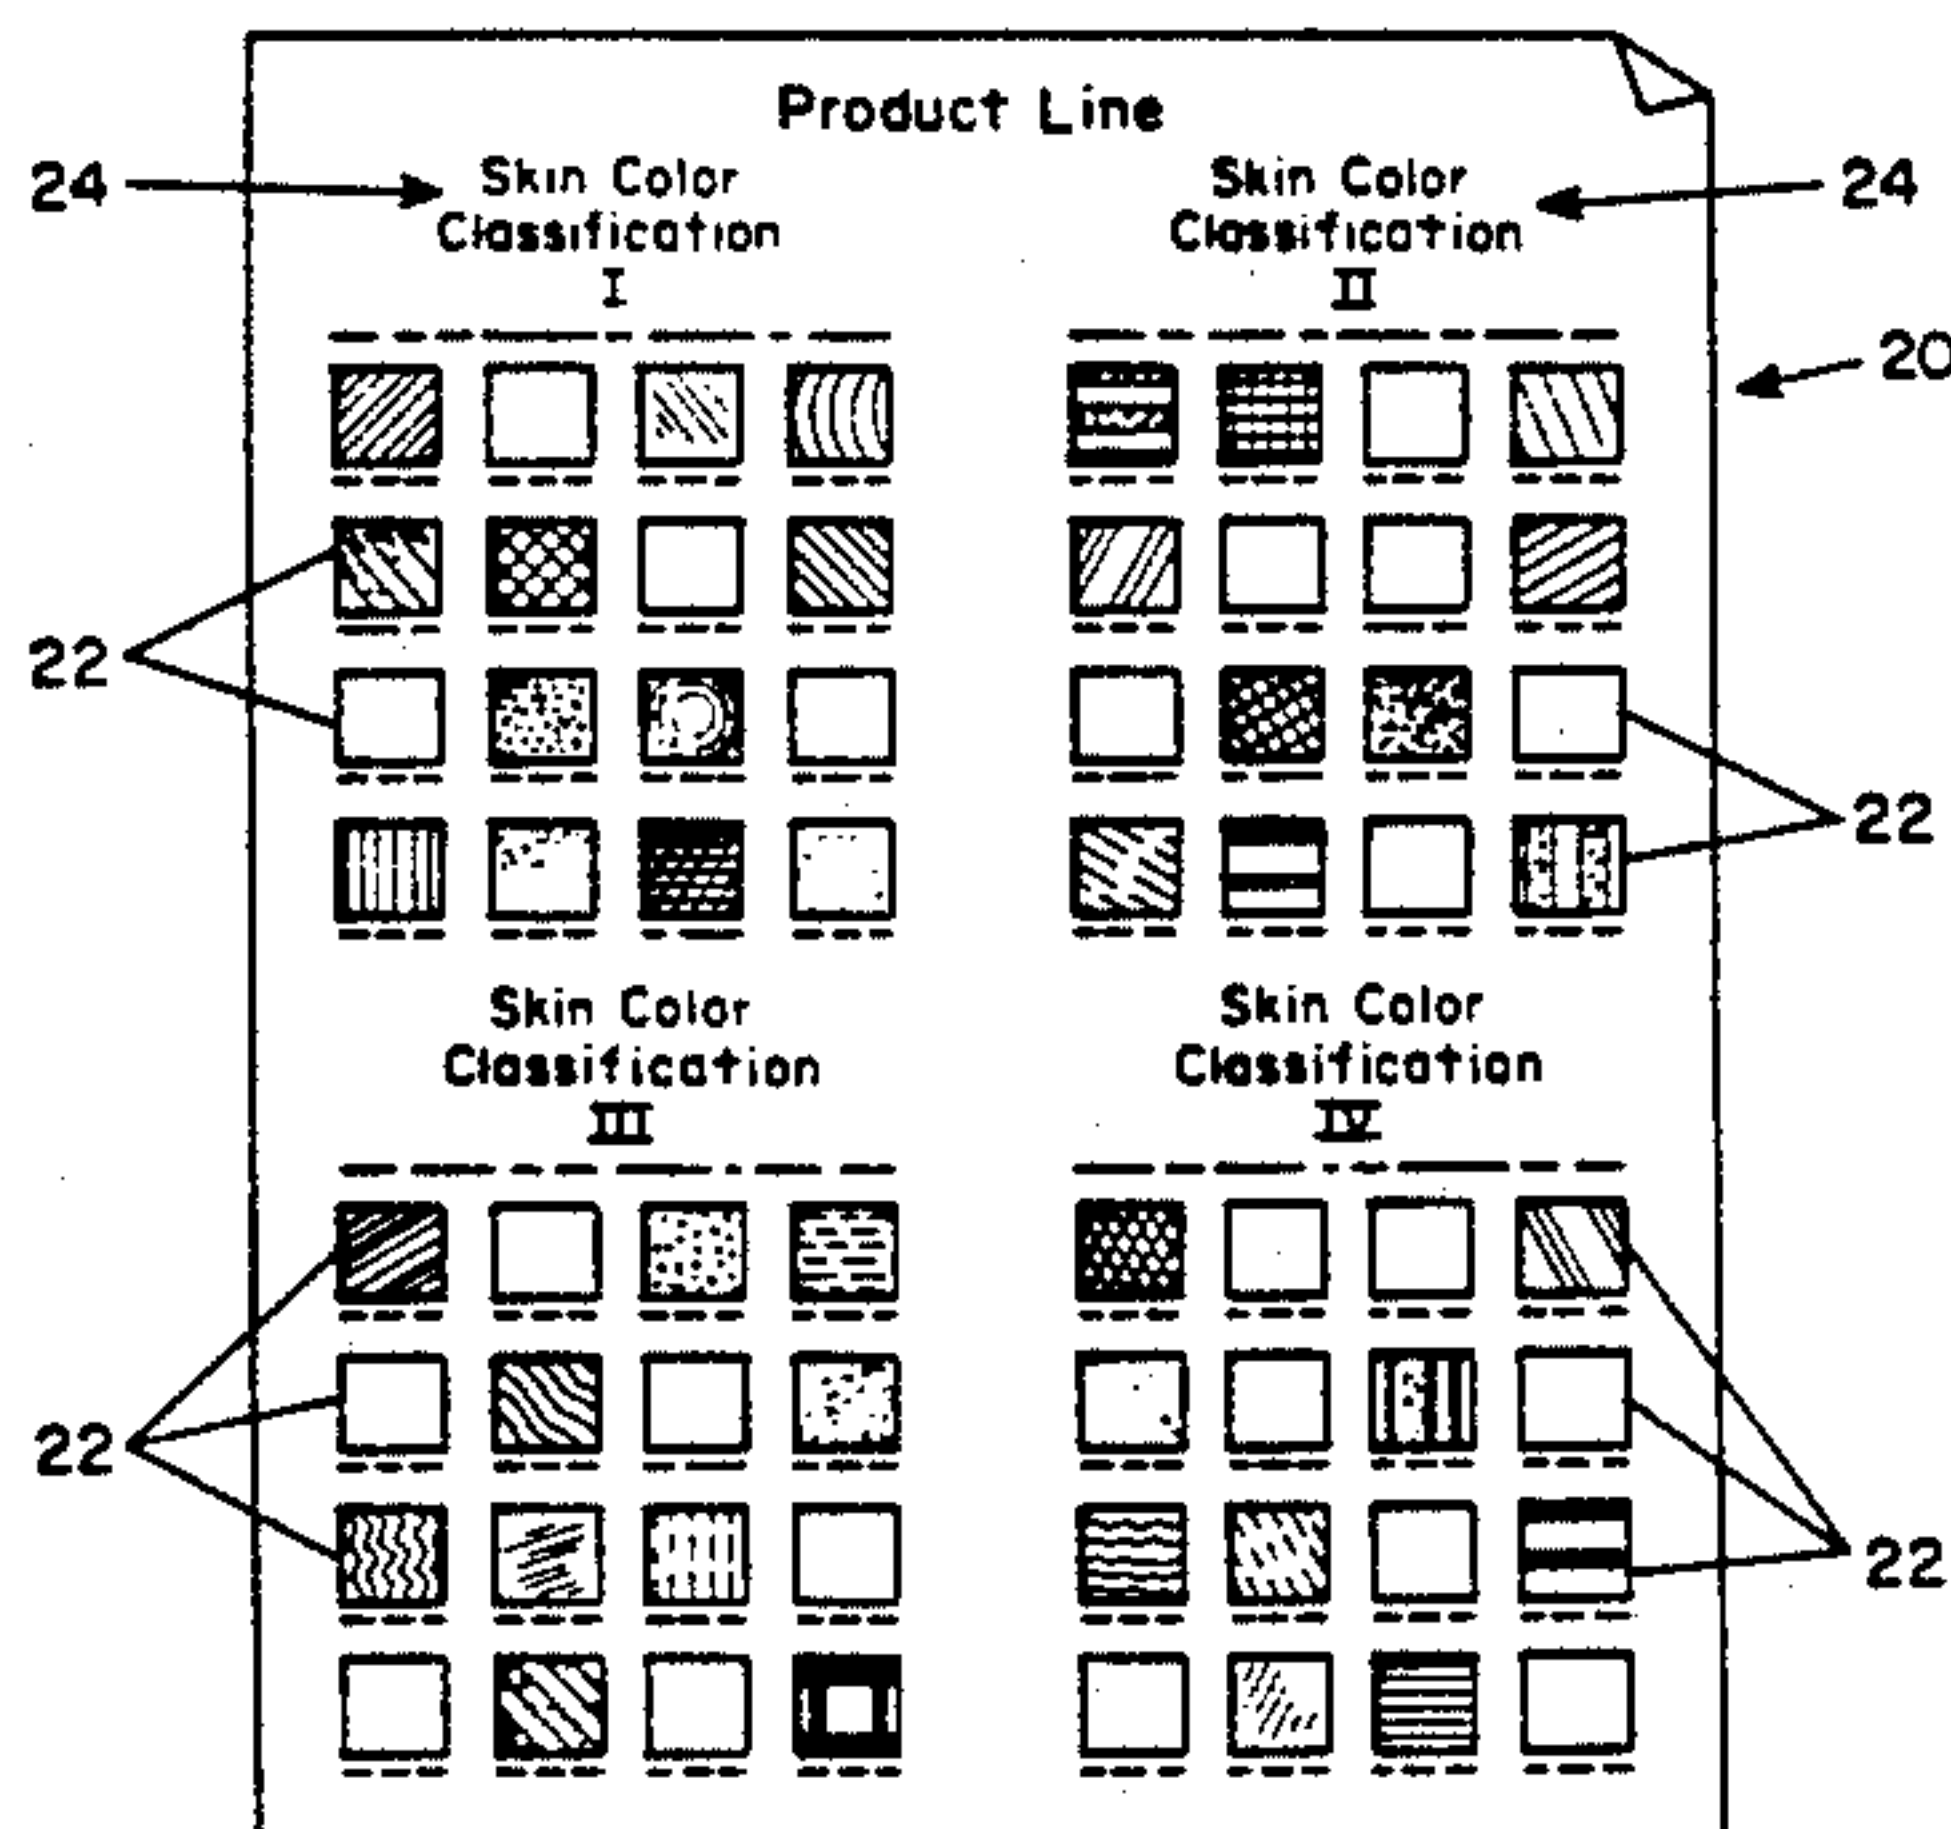 Product Line
24
Skin Color
Classification
I
Skin Color
Classification
II
24
20
22
22
Skin Color
Classification
III
Skin Color
Classification
IV
22
22